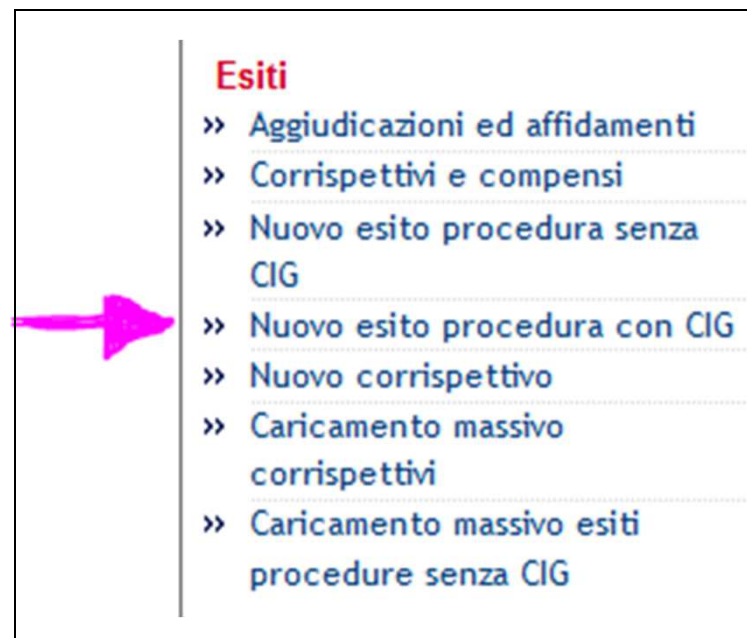 Esiti
» Aggiudicazioni ed affidamenti
» Corrispettivi e compensi
» Nuovo esito procedura senza
CIG
» Nuovo esito procedura con CIG
» Nuovo corrispettivo
» Caricamento massivo
corrispettivi
» Caricamento massivo esiti
procedure senza CIG